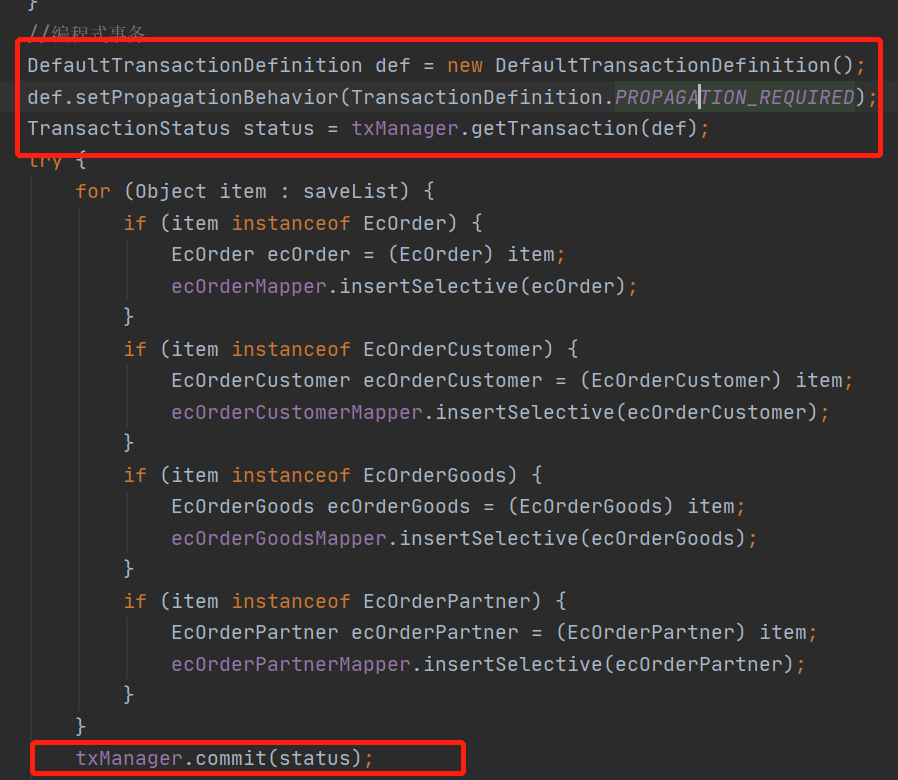 }
//编程式事务
DefaultTransactionDefinition def = new DefaultTransactionDefinition();
def.setPropagationBehavior(TransactionDefinition.PROPAGATION_REQUIRED);
TransactionStatus status = txManager.getTransaction(def);
try {
for (Object item : saveList) {
if (item instanceof EcOrder) {
EcOrder ecOrder = (EcOrder) item;
ecOrderMapper.insertSelective(ecOrder);
}
if (item instanceof EcOrderCustomer) {
EcOrderCustomer ecOrderCustomer = (EcOrderCustomer) item;
ecOrderCustomerMapper.insertSelective(ecOrderCustomer);
}
if (item instanceof EcOrderGoods) {
EcOrderGoods ecOrderGoods = (EcOrderGoods) item;
ecOrderGoodsMapper.insertSelective(ecOrderGoods);
}
if (item instanceof EcOrderPartner) {
EcOrderPartner ecOrderPartner = (EcOrderPartner) item;
ecOrderPartnerMapper.insertSelective(ecOrderPartner);
}
}
txManager.commit(status);